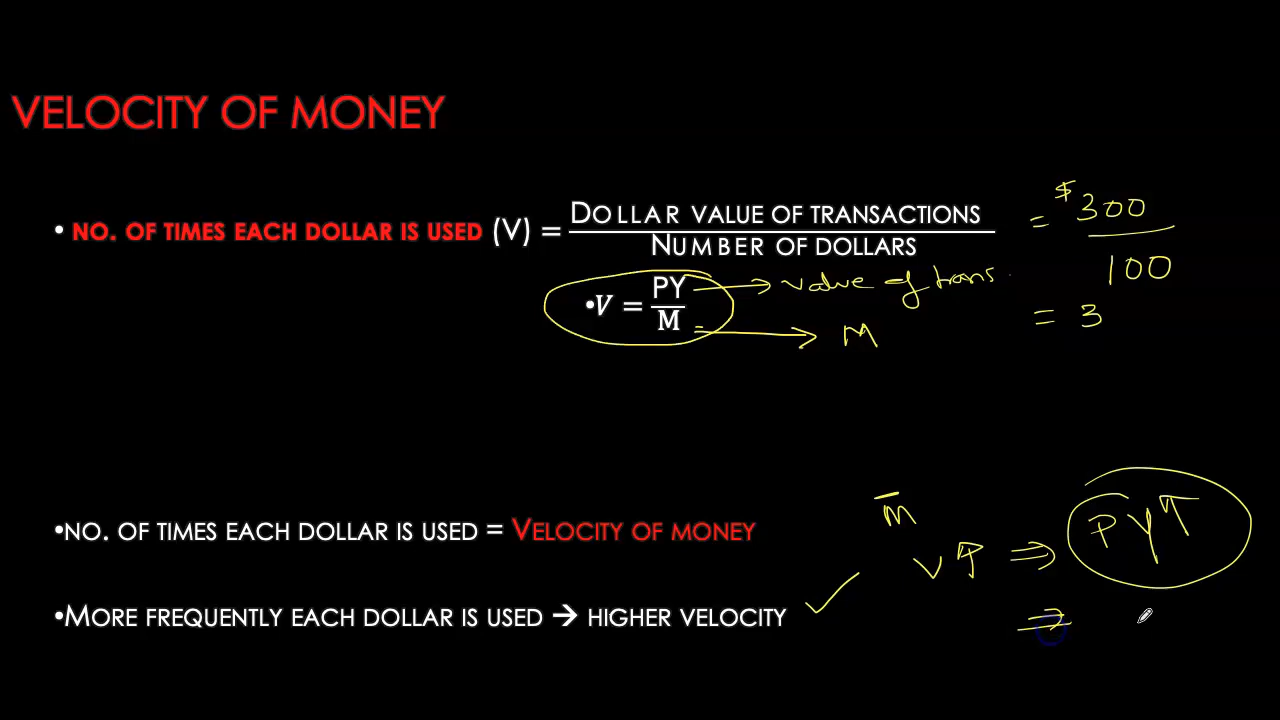 VELOCITY OF MONEY
• NO. OF TIMES EACH DOLLAR IS USED (V) = DOLLAR VALUE OF TRANSACTIONS / NUMBER OF DOLLARS = $300 / 100
•V = PY / M → value of trans.
→ M
= 3
•NO. OF TIMES EACH DOLLAR IS USED = VELOCITY OF MONEY
M̅
V↑ ⇒ PY↑
•MORE FREQUENTLY EACH DOLLAR IS USED → HIGHER VELOCITY ✓
⇒